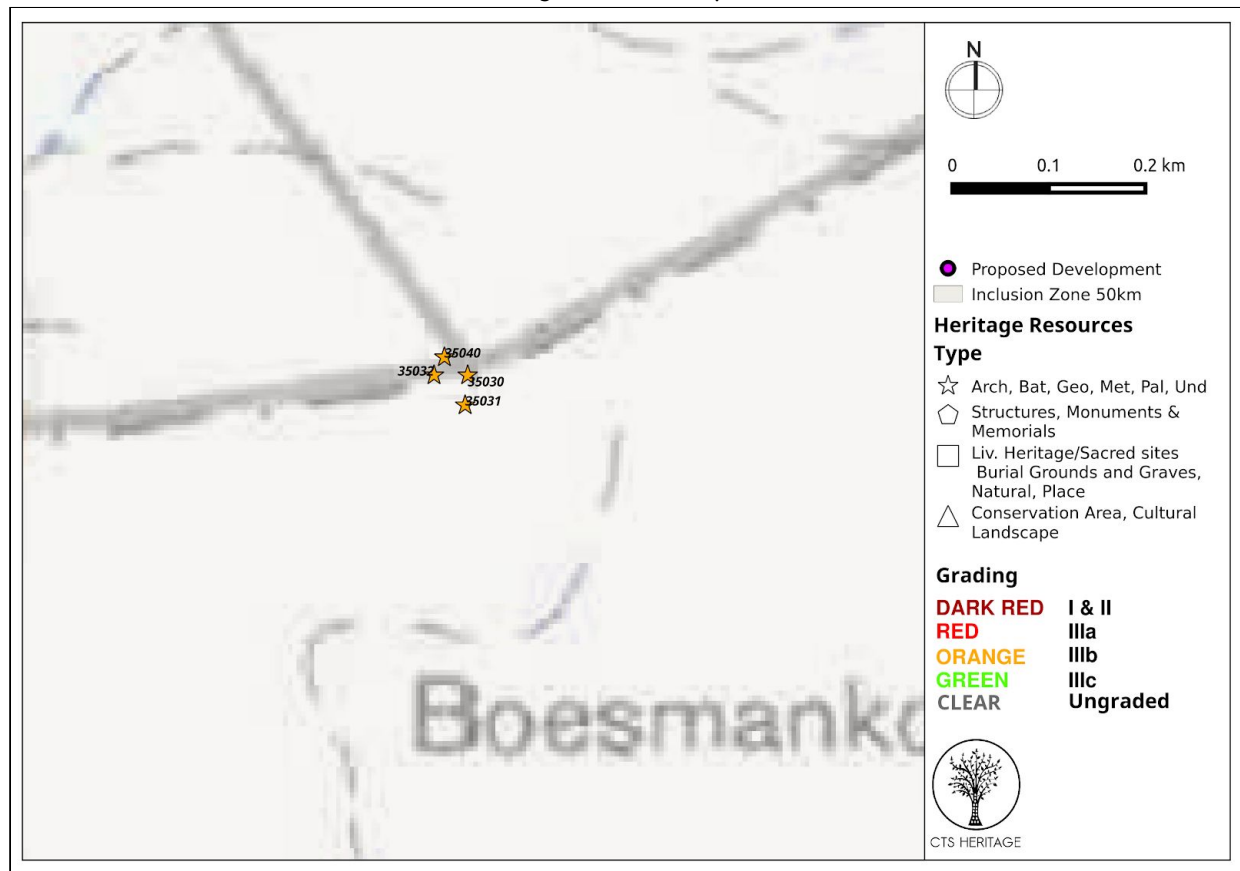 35040
35032
35030
35031
Boesmank
N
0 0.1 0.2 km
Proposed Development
Inclusion Zone 50km
Heritage Resources
Type
Arch, Bat, Geo, Met, Pal, Und
Structures, Monuments &
Memorials
Liv. Heritage/Sacred sites
Burial Grounds and Graves,
Natural, Place
Conservation Area, Cultural
Landscape
Grading
DARK RED I & II
RED IIIa
ORANGE IIIb
GREEN IIIc
CLEAR Ungraded
CTS HERITAGE